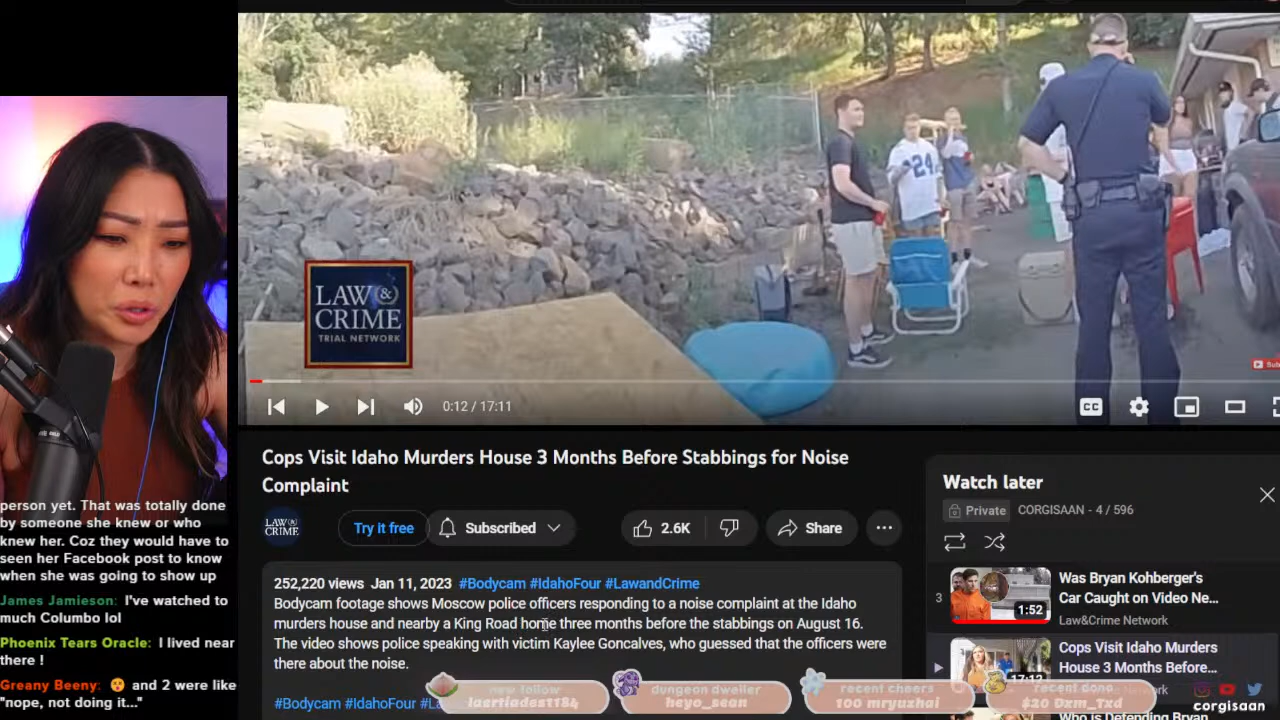 24
LAW &
CRIME
TRIAL NETWORK
0:12 / 17:11
CC
Cops Visit Idaho Murders House 3 Months Before Stabbings for Noise
Complaint
LAW&
CRIME
Try it free
Subscribed
2.6K
Share
252,220 views Jan 11, 2023 #Bodycam #IdahoFour #LawandCrime
Bodycam footage shows Moscow police officers responding to a noise complaint at the Idaho
murders house and nearby a King Road home three months before the stabbings on August 16.
The video shows police speaking with victim Kaylee Goncalves, who guessed that the officers were
there about the noise.
#Bodycam #IdahoFour
Watch later
Private CORGISAAN - 4 / 596
3
1:52
Was Bryan Kohberger's
Car Caught on Video Ne...
Law&Crime Network
17:12
Cops Visit Idaho Murders
House 3 Months Before...
Who is Defending Bryan
person yet. That was totally done
by someone she knew or who
knew her. Coz they would have to
seen her Facebook post to know
when she was going to show up
James Jamieson: I've watched to
much Columbo lol
Phoenix Tears Oracle: I lived near
there !
Greany Beeny: 😗 and 2 were like
"nope, not doing it..."
new follow
laertiades1184
dungeon dweller
heyo_sean
recent cheers
100 mryuzhai
recent dono
$20 Dxm_Txd
corgisaan